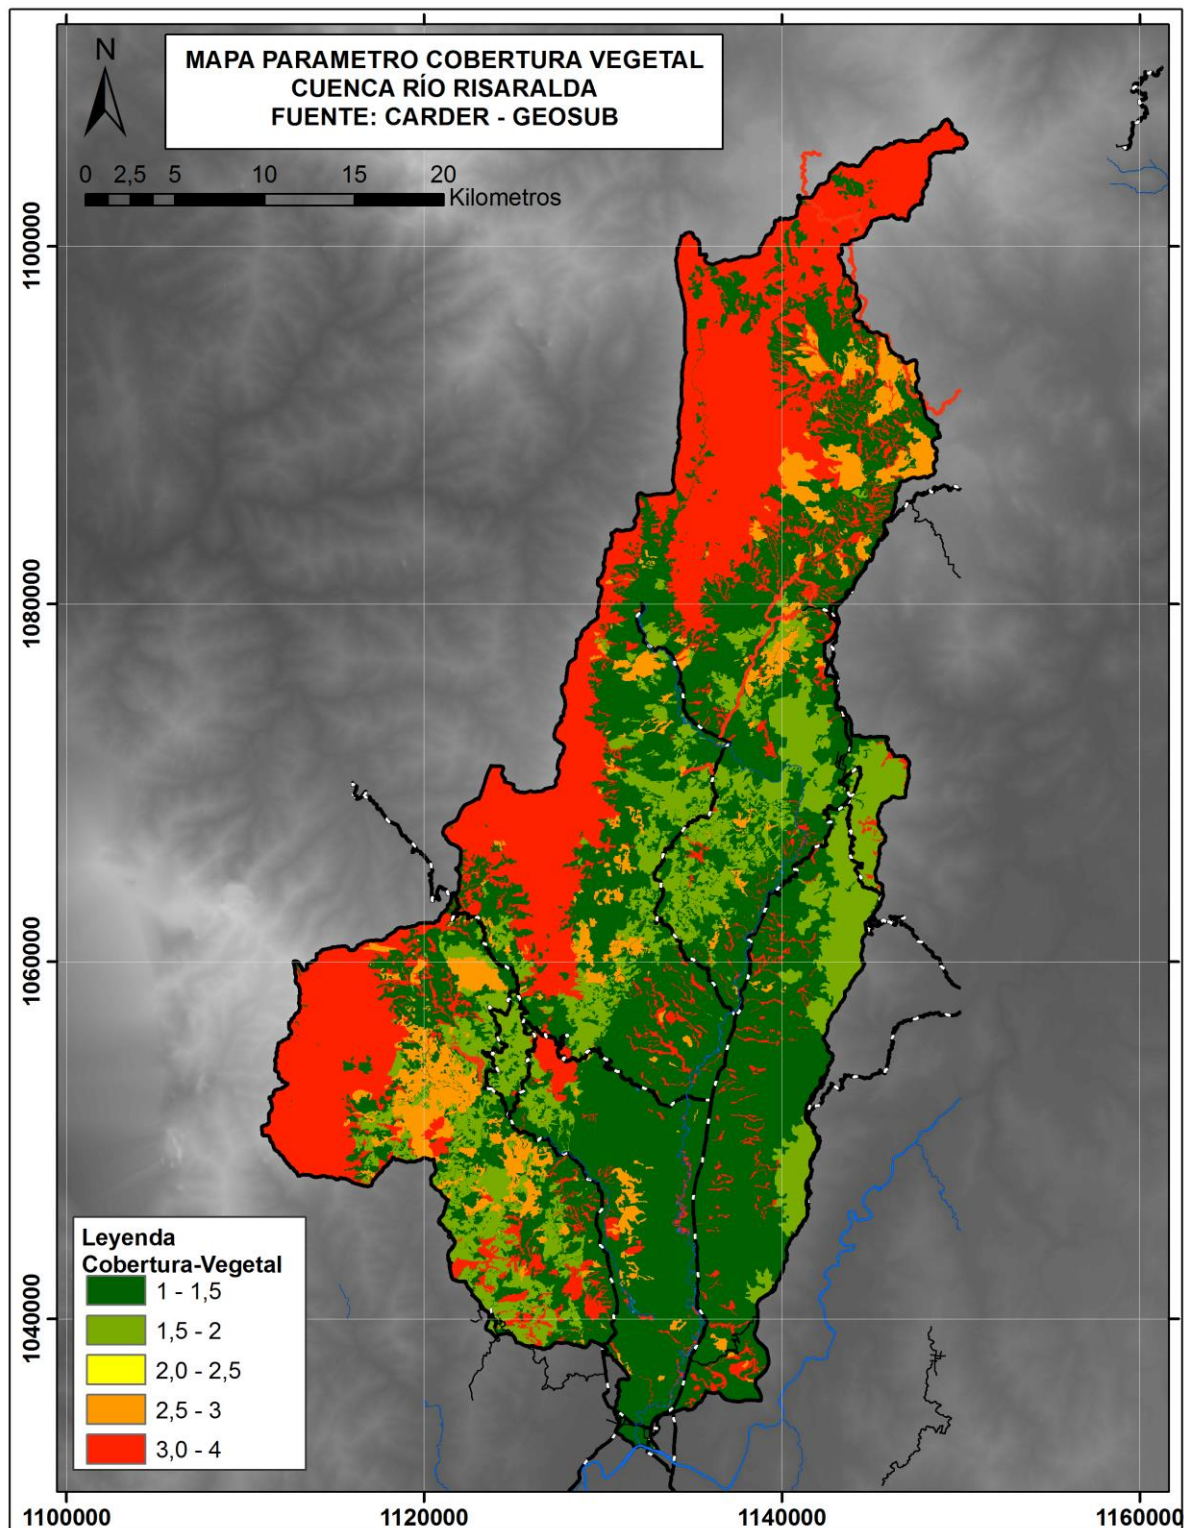 N
MAPA PARAMETRO COBERTURA VEGETAL
CUENCA RÍO RISARALDA
FUENTE: CARDER - GEOSUB
0 2,5 5 10 15 20
Kilometros
1100000
1080000
1060000
1040000
Leyenda
Cobertura-Vegetal
1 - 1,5
1,5 - 2
2,0 - 2,5
2,5 - 3
3,0 - 4
1100000 1120000 1140000 1160000